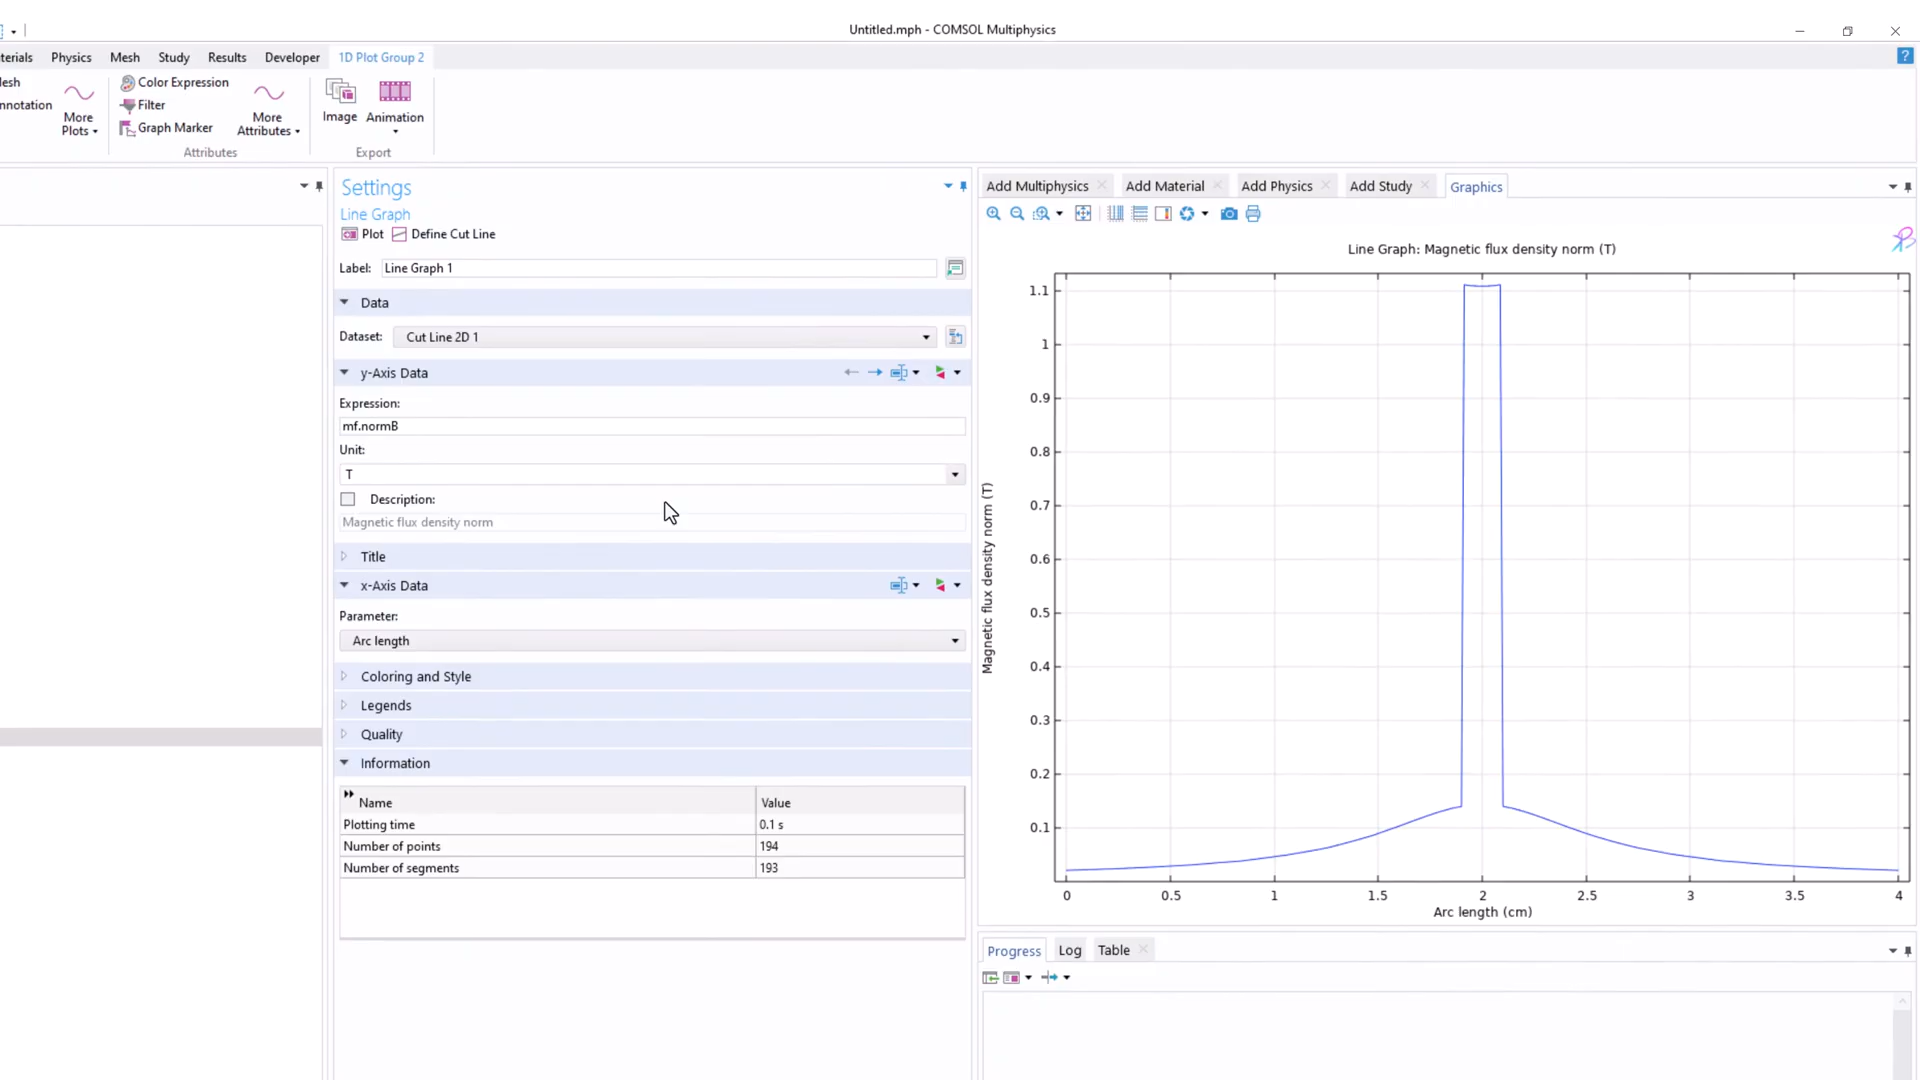 Untitled.mph - COMSOL Multiphysics
terials Physics Mesh Study Results Developer 1D Plot Group 2
Color Expression
Filter
Graph Marker
More
Plots
More
Attributes
Image
Animation
Attributes
Export
Settings
Line Graph
Plot Define Cut Line
Label: Line Graph 1
Data
Dataset: Cut Line 2D 1
y-Axis Data
Expression:
mf.normB
Unit:
T
Description:
Magnetic flux density norm
Title
x-Axis Data
Parameter:
Arc length
Coloring and Style
Legends
Quality
Information
Name Value
Plotting time 0.1 s
Number of points 194
Number of segments 193
Add Multiphysics Add Material Add Physics Add Study Graphics
Line Graph: Magnetic flux density norm (T)
Magnetic flux density norm (T)
1.1
1
0.9
0.8
0.7
0.6
0.5
0.4
0.3
0.2
0.1
0 0.5 1 1.5 2 2.5 3 3.5 4
Arc length (cm)
Progress Log Table